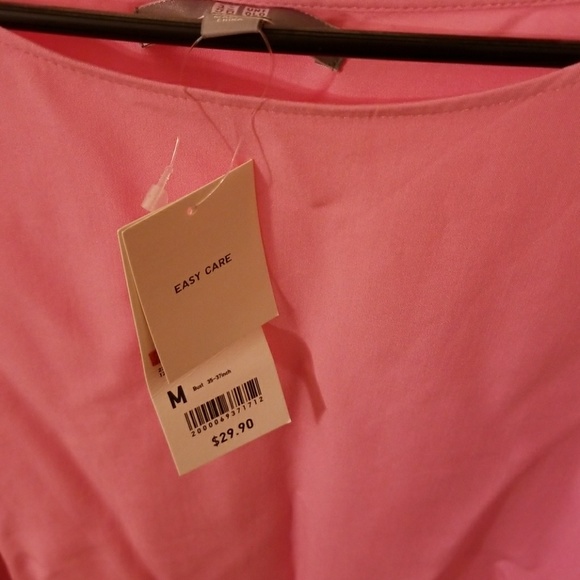 EASY CARE
M
Bust 35-37inch
2000069371712
$29.90